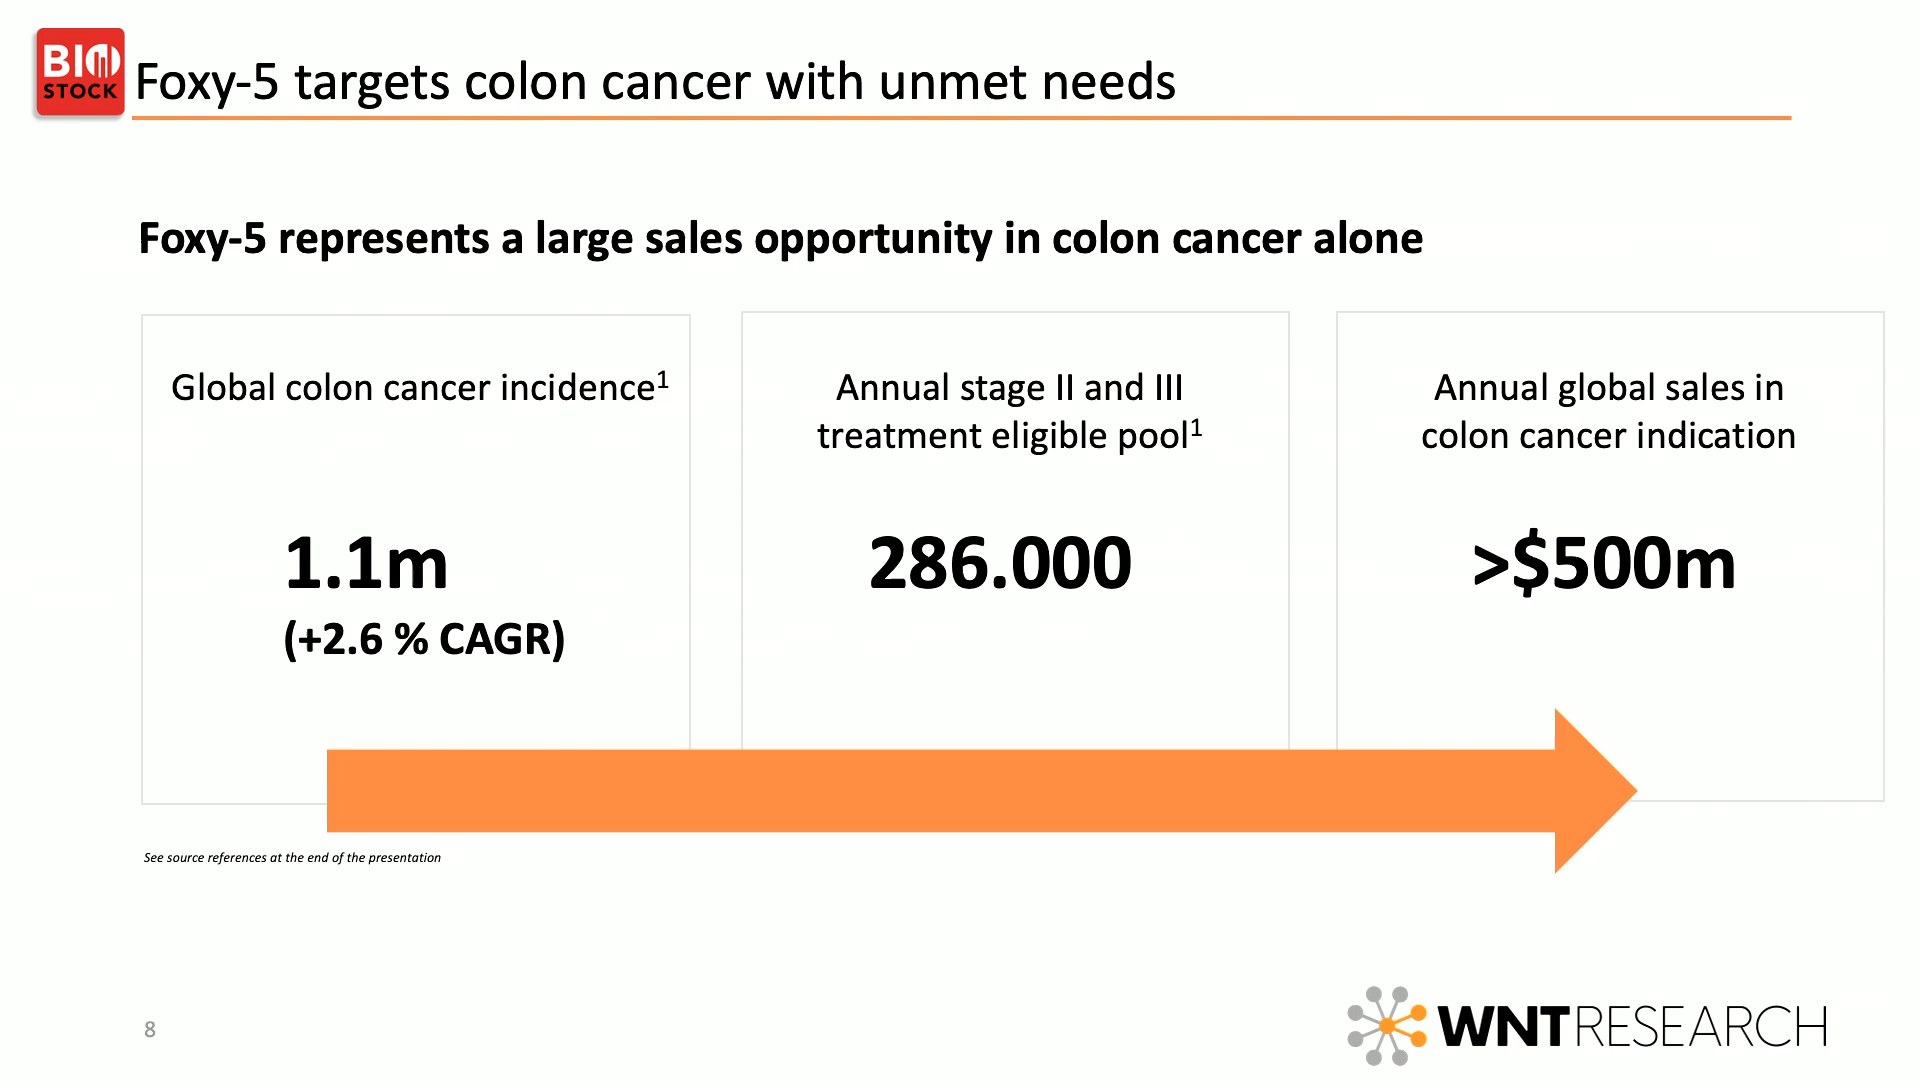 BIO
STOCK
Foxy-5 targets colon cancer with unmet needs
Foxy-5 represents a large sales opportunity in colon cancer alone
Global colon cancer incidence¹
1.1m
(+2.6 % CAGR)
Annual stage II and III
treatment eligible pool¹
286.000
Annual global sales in
colon cancer indication
>$500m
See source references at the end of the presentation
8
WNTRESEARCH